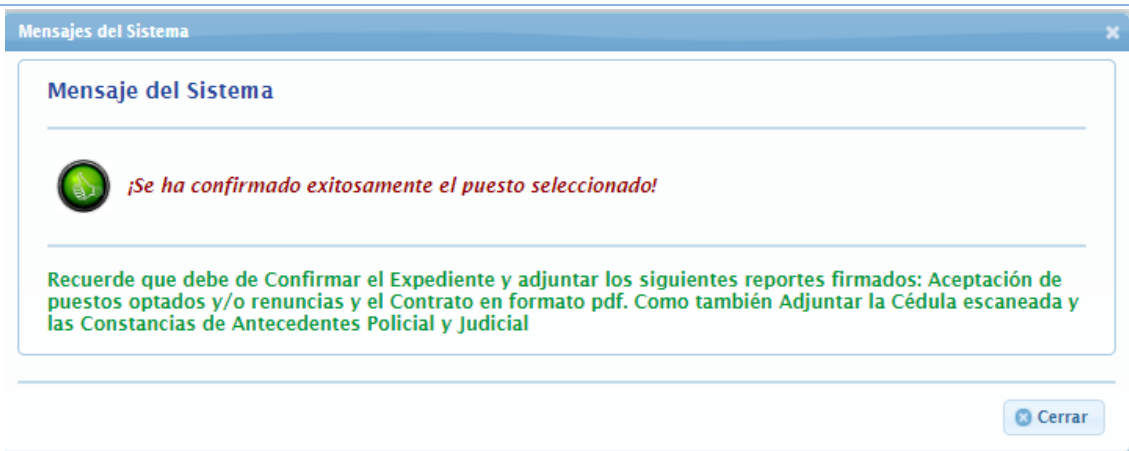 Mensajes del Sistema
Mensaje del Sistema
¡Se ha confirmado exitosamente el puesto seleccionado!
Recuerde que debe de Confirmar el Expediente y adjuntar los siguientes reportes firmados: Aceptación de
puestos optados y/o renuncias y el Contrato en formato pdf. Como también Adjuntar la Cédula escaneada y
las Constancias de Antecedentes Policial y Judicial
Cerrar